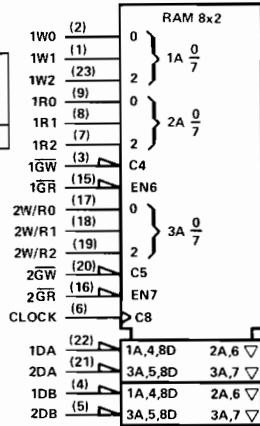 RAM 8x2
1W0 (2) 0
1W1 (1) 1A 0/7
1W2 (23) 2
1R0 (9) 0
1R1 (8) 2A 0/7
1R2 (7) 2
1G̅W̅ (3) C4
1G̅R̅ (15) EN6
2W/R0 (17) 0
2W/R1 (18) 3A 0/7
2W/R2 (19) 2
2G̅W̅ (20) C5
2G̅R̅ (16) EN7
CLOCK (6) C8
1DA (22) 1A,4,8D 2A,6 ▽
2DA (21) 3A,5,8D 3A,7 ▽
1DB (4) 1A,4,8D 2A,6 ▽
2DB (5) 3A,5,8D 3A,7 ▽